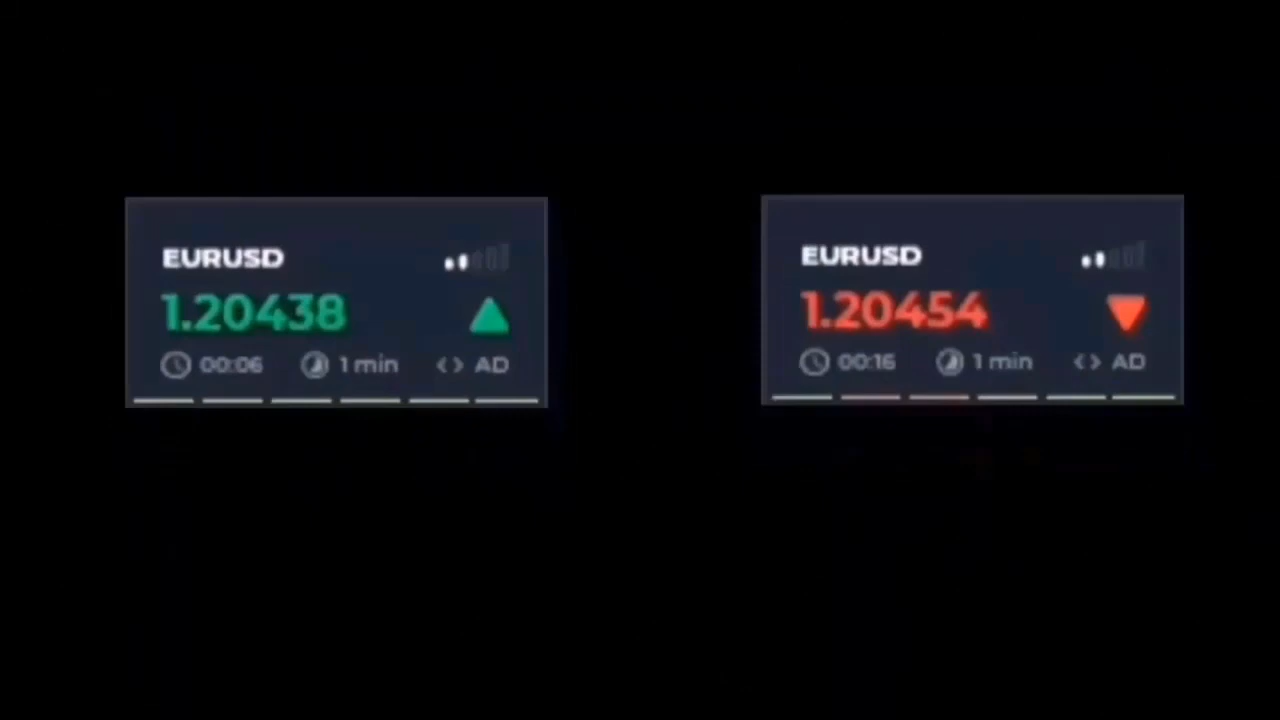 EURUSD
1.20438
00:06 1 min <> AD
EURUSD
1.20454
00:16 1 min <> AD